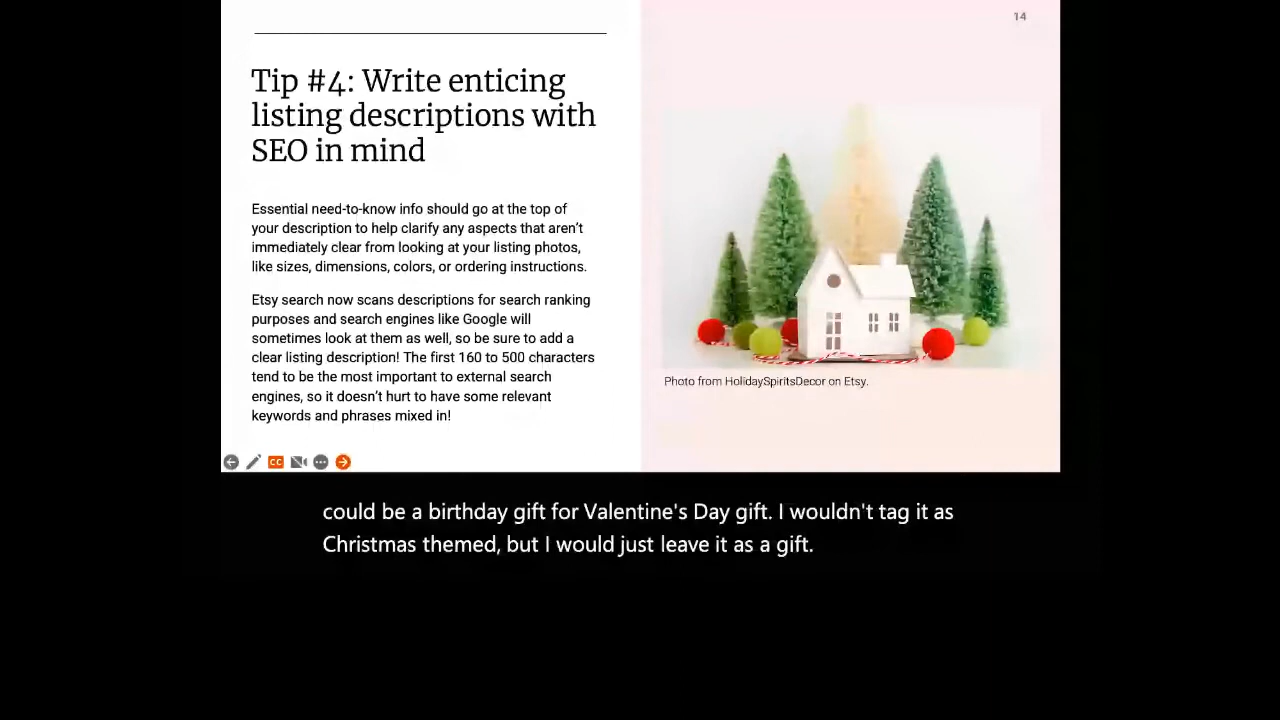 14
Tip #4: Write enticing
listing descriptions with
SEO in mind
Essential need-to-know info should go at the top of
your description to help clarify any aspects that aren't
immediately clear from looking at your listing photos,
like sizes, dimensions, colors, or ordering instructions.
Etsy search now scans descriptions for search ranking
purposes and search engines like Google will
sometimes look at them as well, so be sure to add a
clear listing description! The first 160 to 500 characters
tend to be the most important to external search
engines, so it doesn't hurt to have some relevant
keywords and phrases mixed in!
Photo from HolidaySpiritsDecor on Etsy.
CC
could be a birthday gift for Valentine's Day gift. I wouldn't tag it as
Christmas themed, but I would just leave it as a gift.